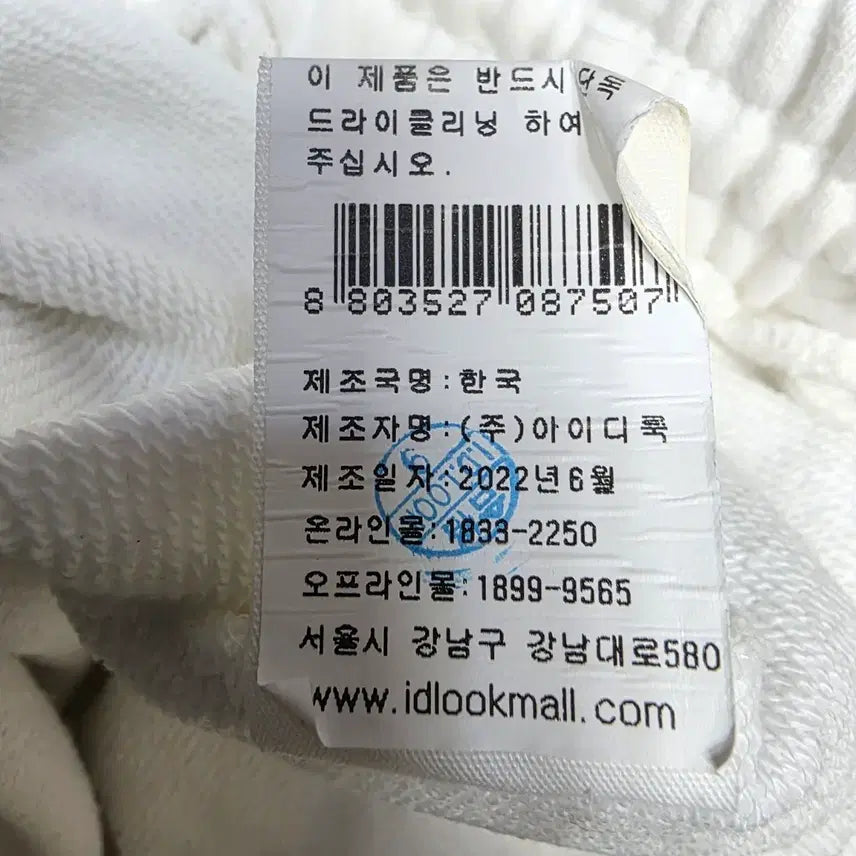 이 제품은 반드시 단독
드라이클리닝 하여
주십시오.
8 803527 087507
제조국명:한국
제조자명:(주)아이디룩
제조일자:2022년6월
온라인몰:1833-2250
오프라인몰:1899-9565
서울시 강남구 강남대로580
www.idlookmall.com